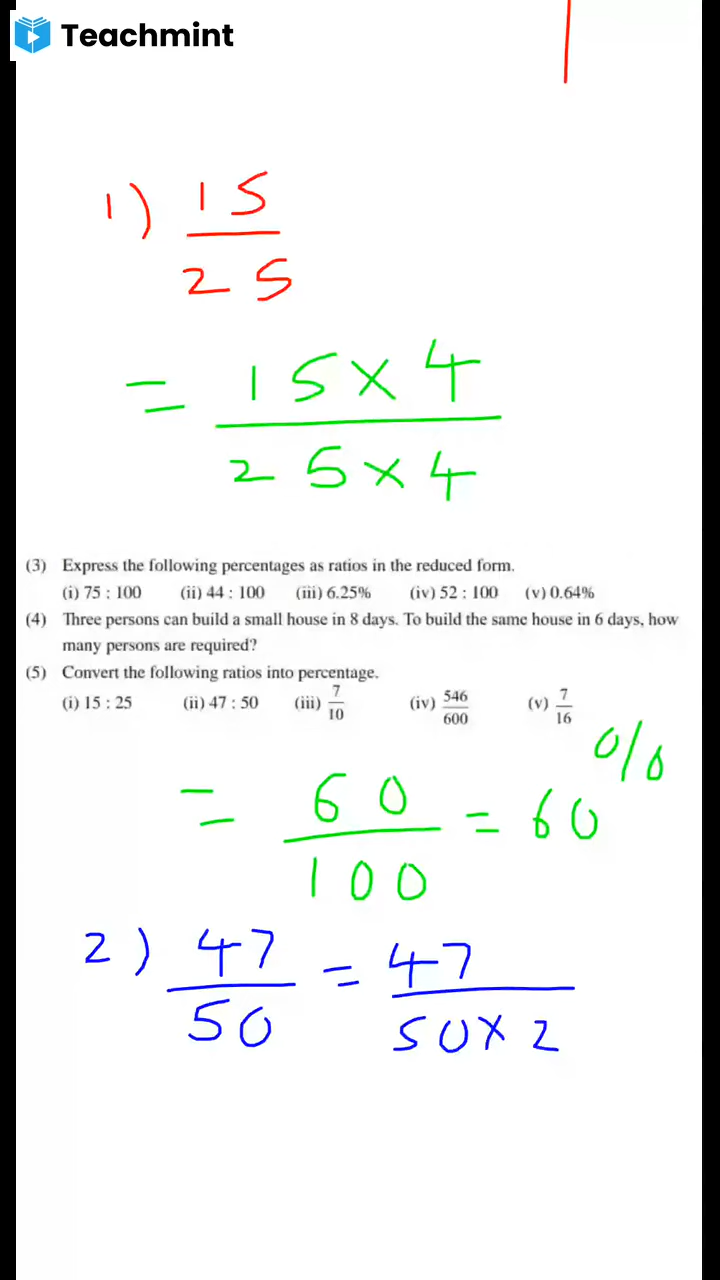 Teachmint
1) 15
25
= 15 × 4
25 × 4
(3) Express the following percentages as ratios in the reduced form.
(i) 75 : 100 (ii) 44 : 100 (iii) 6.25% (iv) 52 : 100 (v) 0.64%
(4) Three persons can build a small house in 8 days. To build the same house in 6 days, how
many persons are required?
(5) Convert the following ratios into percentage.
(i) 15 : 25 (ii) 47 : 50 (iii) 7/10 (iv) 546/600 (v) 7/16
= 60/100 = 60 %
2) 47/50 = 47/50 × 2